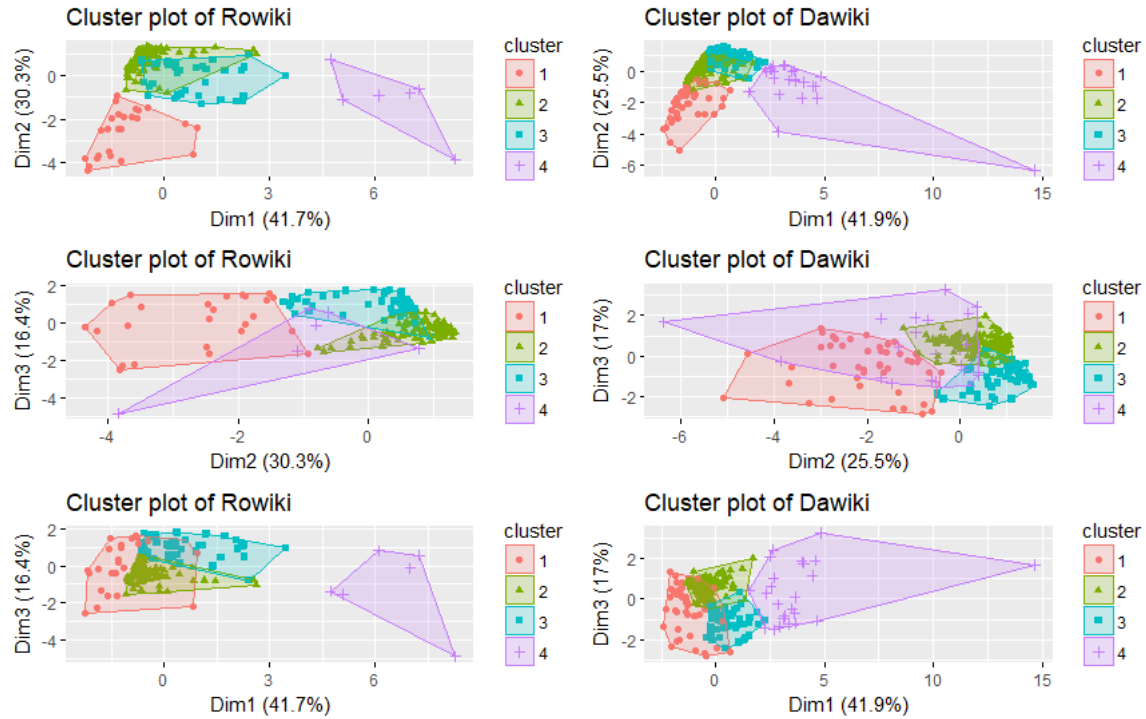 Cluster plot of Rowiki
0
-2
-4
Dim2 (30.3%)
0
3
6
Dim1 (41.7%)
cluster
1
2
3
4
Cluster plot of Dawiki
0
-2
-4
-6
Dim2 (25.5%)
0
5
10
15
Dim1 (41.9%)
cluster
1
2
3
4
Cluster plot of Rowiki
2
0
-2
-4
Dim3 (16.4%)
-4
-2
0
Dim2 (30.3%)
cluster
1
2
3
4
Cluster plot of Dawiki
2
0
-2
Dim3 (17%)
-6
-4
-2
0
Dim2 (25.5%)
cluster
1
2
3
4
Cluster plot of Rowiki
2
0
-2
-4
Dim3 (16.4%)
0
3
6
Dim1 (41.7%)
cluster
1
2
3
4
Cluster plot of Dawiki
2
0
-2
Dim3 (17%)
0
5
10
15
Dim1 (41.9%)
cluster
1
2
3
4